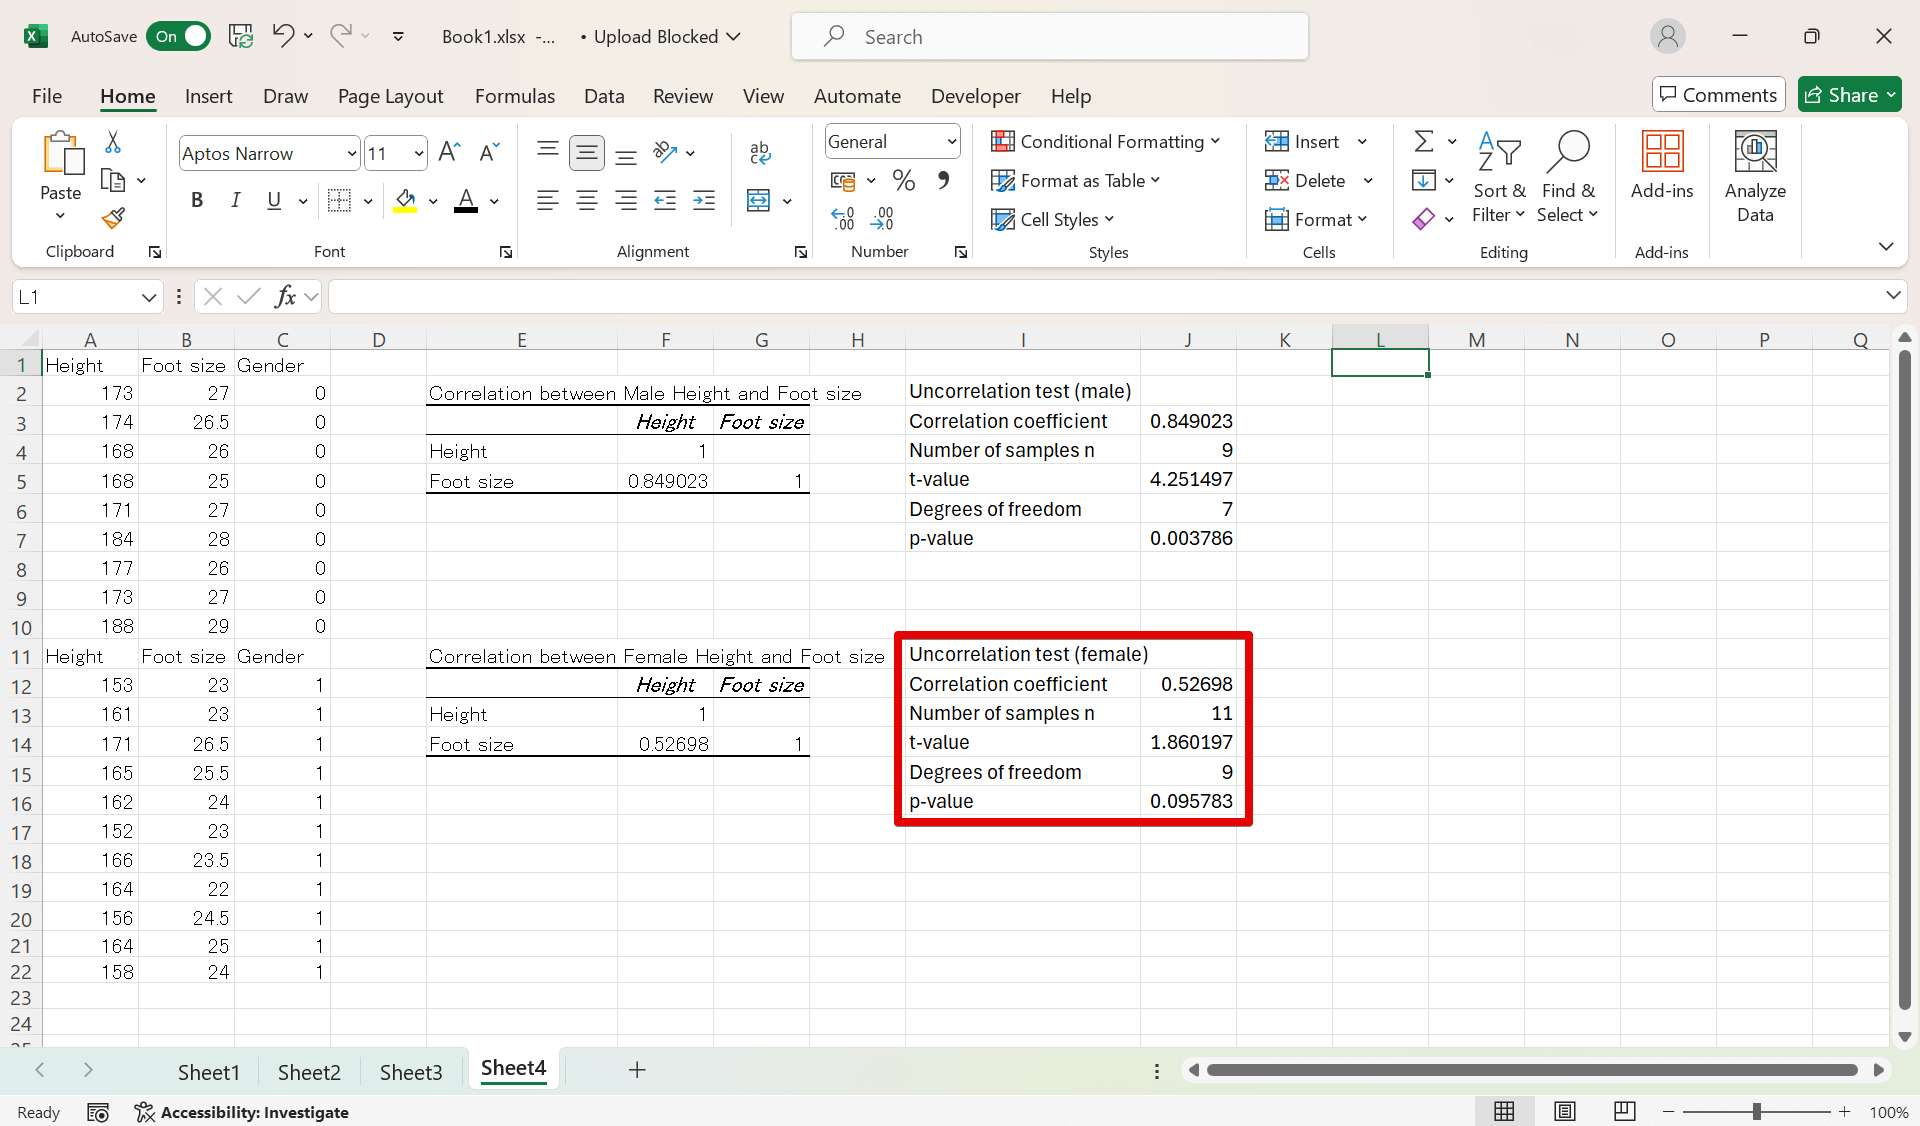 AutoSave On Book1.xlsx -... • Upload Blocked Search
File Home Insert Draw Page Layout Formulas Data Review View Automate Developer Help Comments Share
Paste
Clipboard
Aptos Narrow 11
B I U A
Font
ab
Alignment
General
% 9
Number
Conditional Formatting
Format as Table
Cell Styles
Styles
Insert
Delete
Format
Cells
Sort & Filter
Find & Select
Editing
Add-ins
Add-ins
Analyze Data
L1 fx
A B C D E F G H I J K L M N O P Q
1 Height Foot size Gender
2 173 27 0 Correlation between Male Height and Foot size Uncorrelation test (male)
3 174 26.5 0 Height Foot size Correlation coefficient 0.849023
4 168 26 0 Height 1 Number of samples n 9
5 168 25 0 Foot size 0.849023 1 t-value 4.251497
6 171 27 0 Degrees of freedom 7
7 184 28 0 p-value 0.003786
8 177 26 0
9 173 27 0
10 188 29 0
11 Height Foot size Gender Correlation between Female Height and Foot size Uncorrelation test (female)
12 153 23 1 Height Foot size Correlation coefficient 0.52698
13 161 23 1 Height 1 Number of samples n 11
14 171 26.5 1 Foot size 0.52698 1 t-value 1.860197
15 165 25.5 1 Degrees of freedom 9
16 162 24 1 p-value 0.095783
17 152 23 1
18 166 23.5 1
19 164 22 1
20 156 24.5 1
21 164 25 1
22 158 24 1
23
24
25
Sheet1 Sheet2 Sheet3 Sheet4 +
Ready Accessibility: Investigate 100%